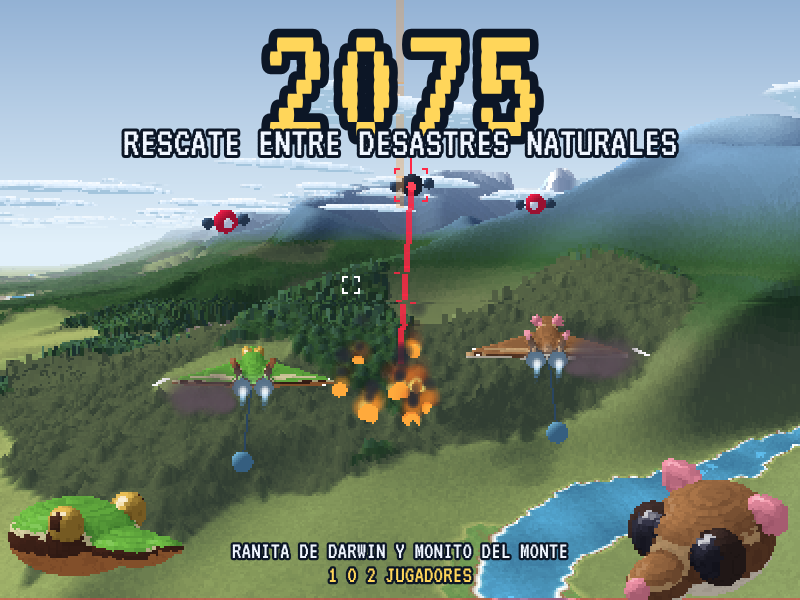 2075
RESCATE ENTRE DESASTRES NATURALES
RANITA DE DARWIN Y MONITO DEL MONTE
1 O 2 JUGADORES